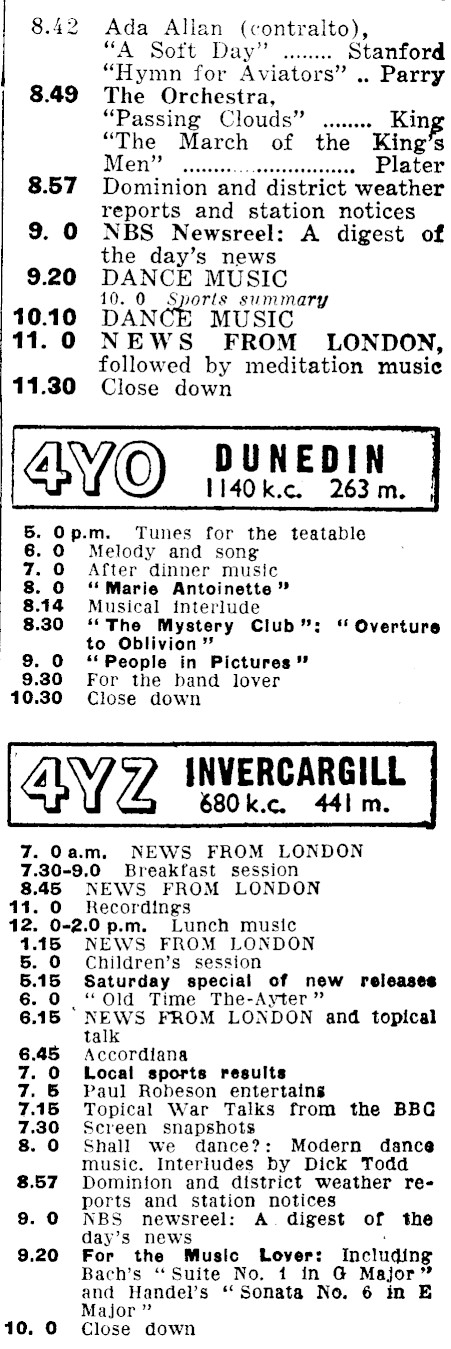 8.42 Ada Allan (contralto),
"A Soft Day" ........ Stanford
"Hymn for Aviators" .. Parry
8.49 The Orchestra,
"Passing Clouds" ........ King
"The March of the King's
Men" ............................ Plater
8.57 Dominion and district weather
reports and station notices
9. 0 NBS Newsreel: A digest of
the day's news
9.20 DANCE MUSIC
10. 0 Sports summary
10.10 DANCE MUSIC
11. 0 NEWS FROM LONDON,
followed by meditation music
11.30 Close down
4YO DUNEDIN
1140 k.c. 263 m.
5. 0 p.m. Tunes for the teatable
6. 0 Melody and song
7. 0 After dinner music
8. 0 "Marie Antoinette"
8.14 Musical interlude
8.30 "The Mystery Club": "Overture
to Oblivion"
9. 0 "People in Pictures"
9.30 For the band lover
10.30 Close down
4YZ INVERCARGILL
680 k.c. 441 m.
7. 0 a.m. NEWS FROM LONDON
7.30-9.0 Breakfast session
8.45 NEWS FROM LONDON
11. 0 Recordings
12. 0-2.0 p.m. Lunch music
1.15 NEWS FROM LONDON
5. 0 Children's session
5.15 Saturday special of new releases
6. 0 "Old Time The-Ayter"
6.15 NEWS FROM LONDON and topical
talk
6.45 Accordiana
7. 0 Local sports results
7. 5 Paul Robeson entertains
7.15 Topical War Talks from the BBC
7.30 Screen snapshots
8. 0 Shall we dance?: Modern dance
music. Interludes by Dick Todd
8.57 Dominion and district weather re-
ports and station notices
9. 0 NBS newsreel: A digest of the
day's news
9.20 For the Music Lover: Including
Bach's "Suite No. 1 in G Major"
and Handel's "Sonata No. 6 in E
Major"
10. 0 Close down